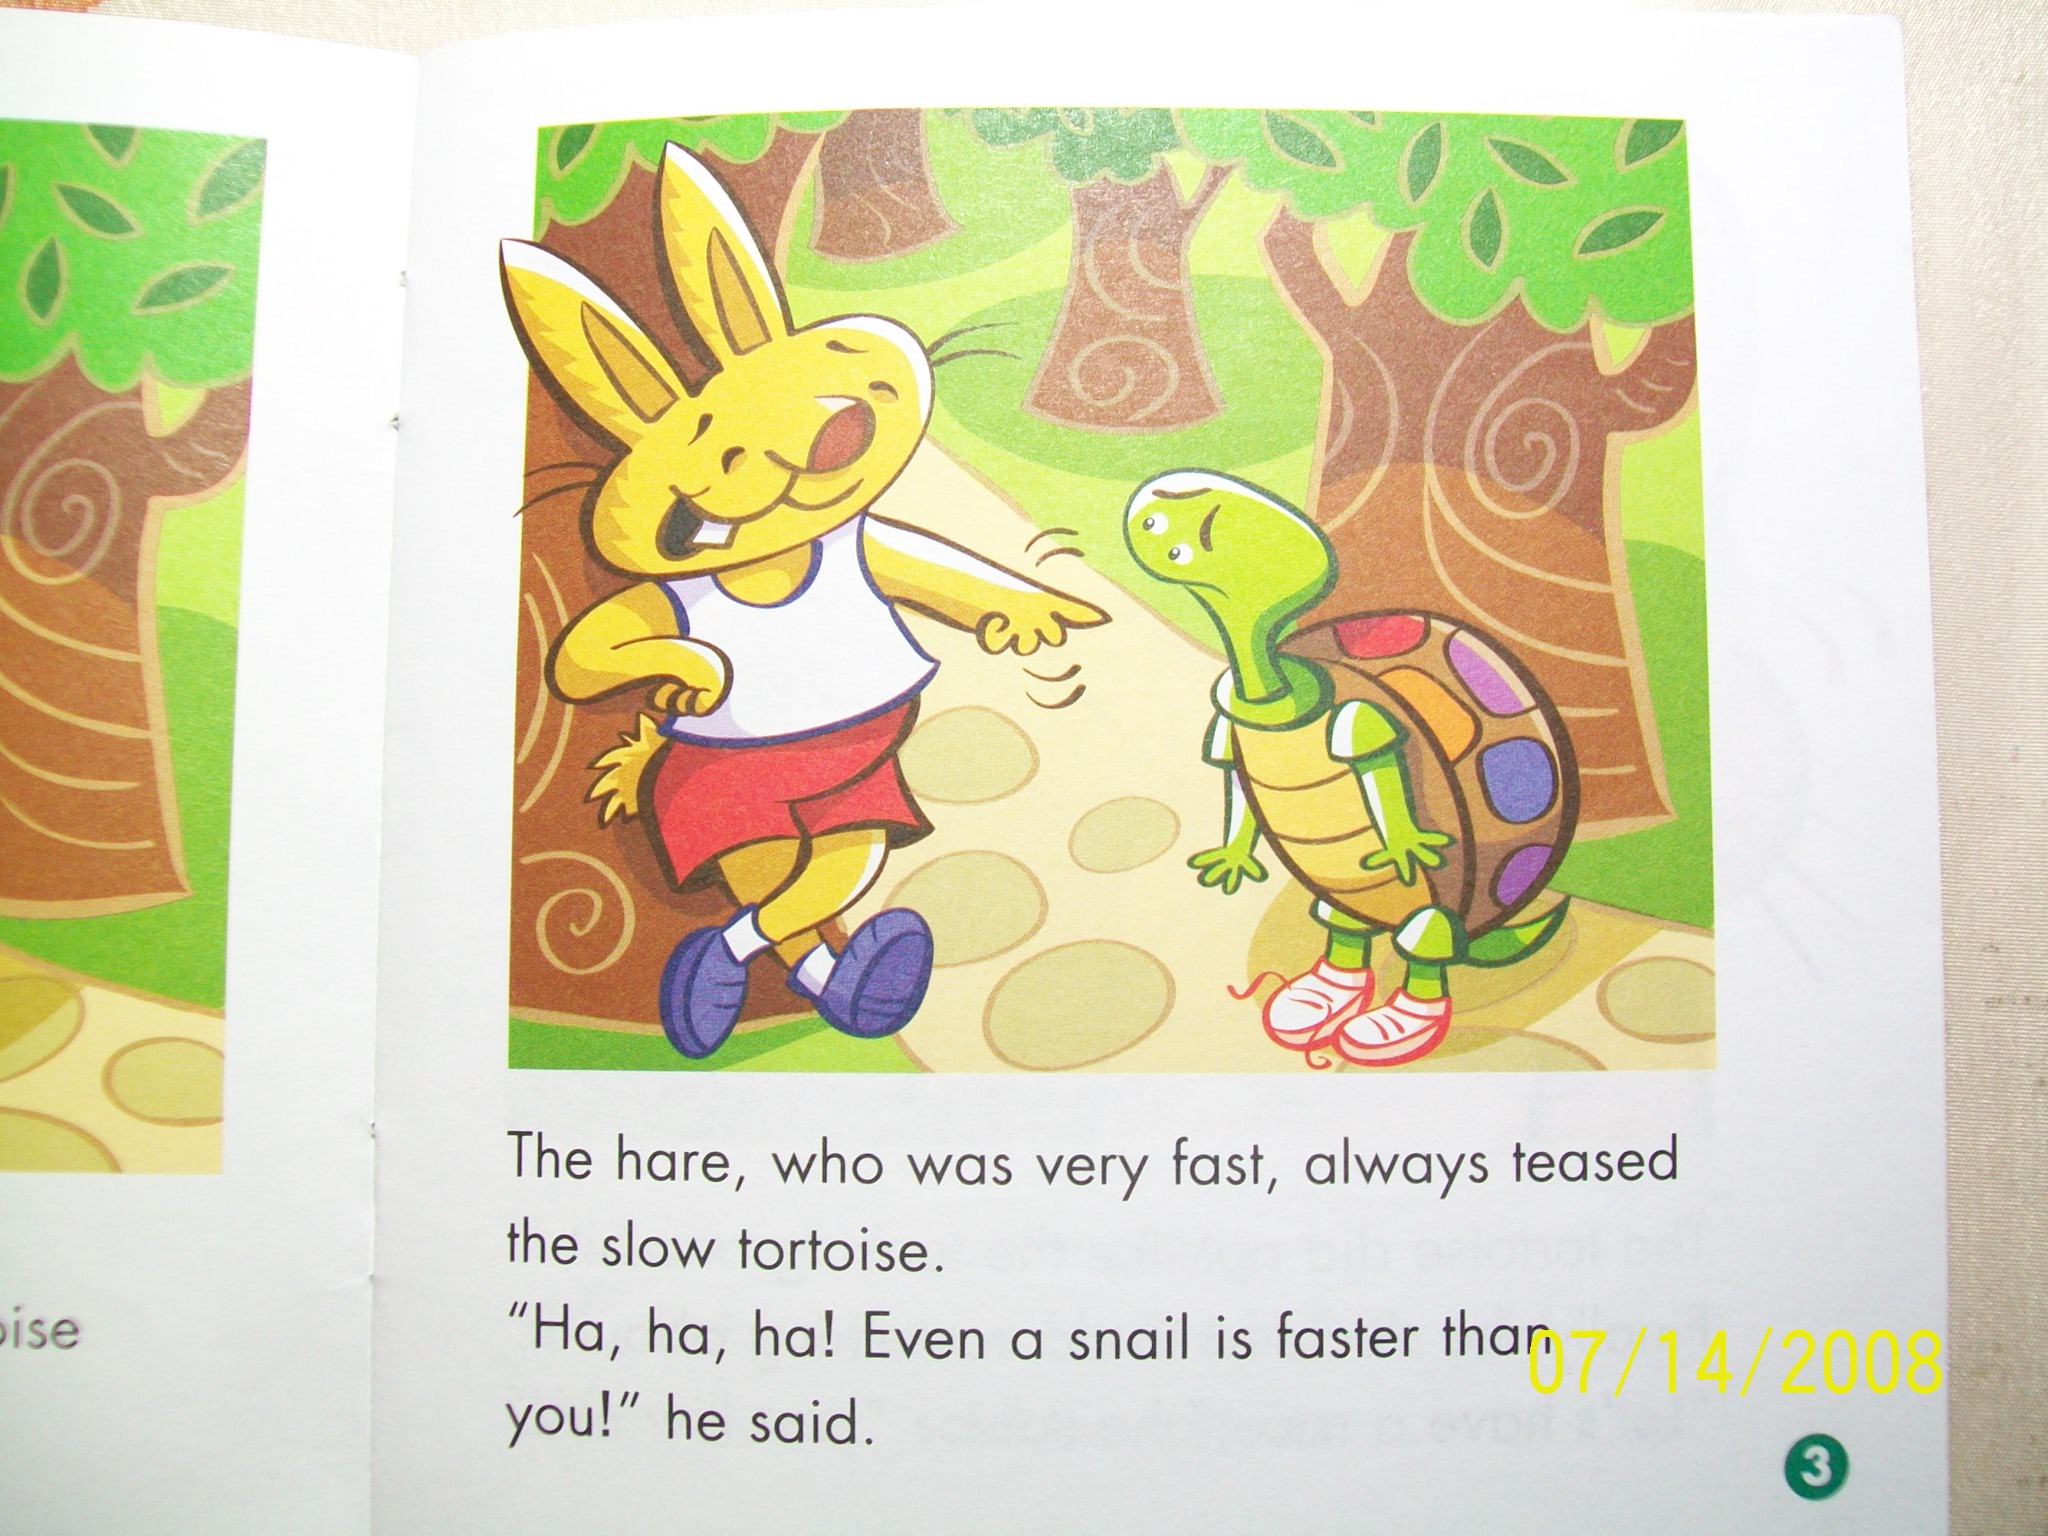 oise
The hare, who was very fast, always teased
the slow tortoise.
“Ha, ha, ha! Even a snail is faster than
you!” he said.
07/14/2008
3